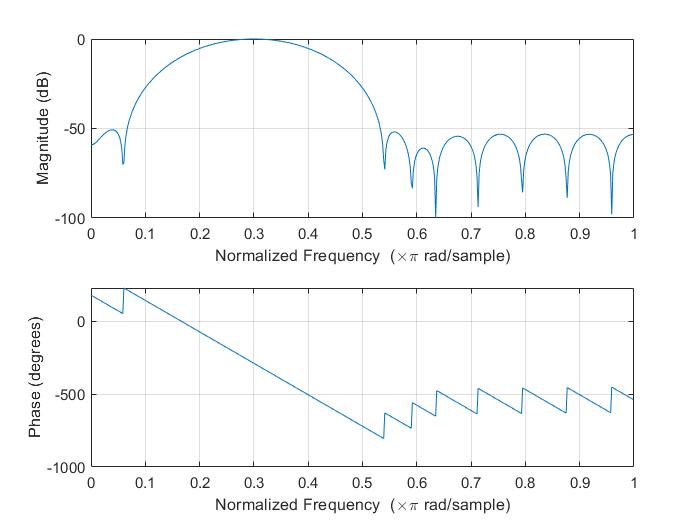 0
-50
-100
Magnitude (dB)
0 0.1 0.2 0.3 0.4 0.5 0.6 0.7 0.8 0.9 1
Normalized Frequency (×π rad/sample)
0
-500
-1000
Phase (degrees)
0 0.1 0.2 0.3 0.4 0.5 0.6 0.7 0.8 0.9 1
Normalized Frequency (×π rad/sample)